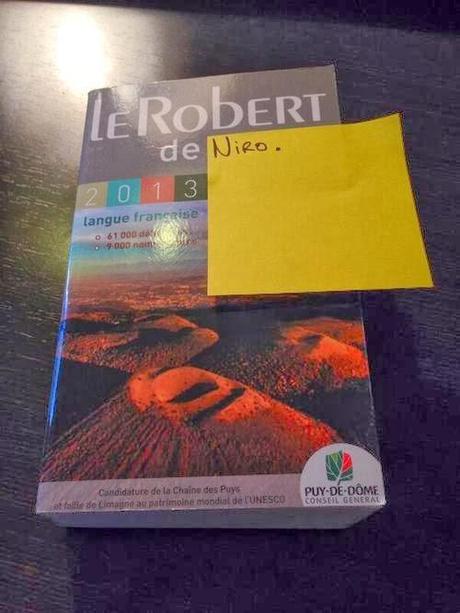 LE ROBERT
de NIRO.
2013
langue française
61 000
9 000 noms
Candidature de la Chaîne des Puys
et faille de Limagne au patrimoine mondial de l'UNESCO
PUY-DE-DÔME
CONSEIL GÉNÉRAL